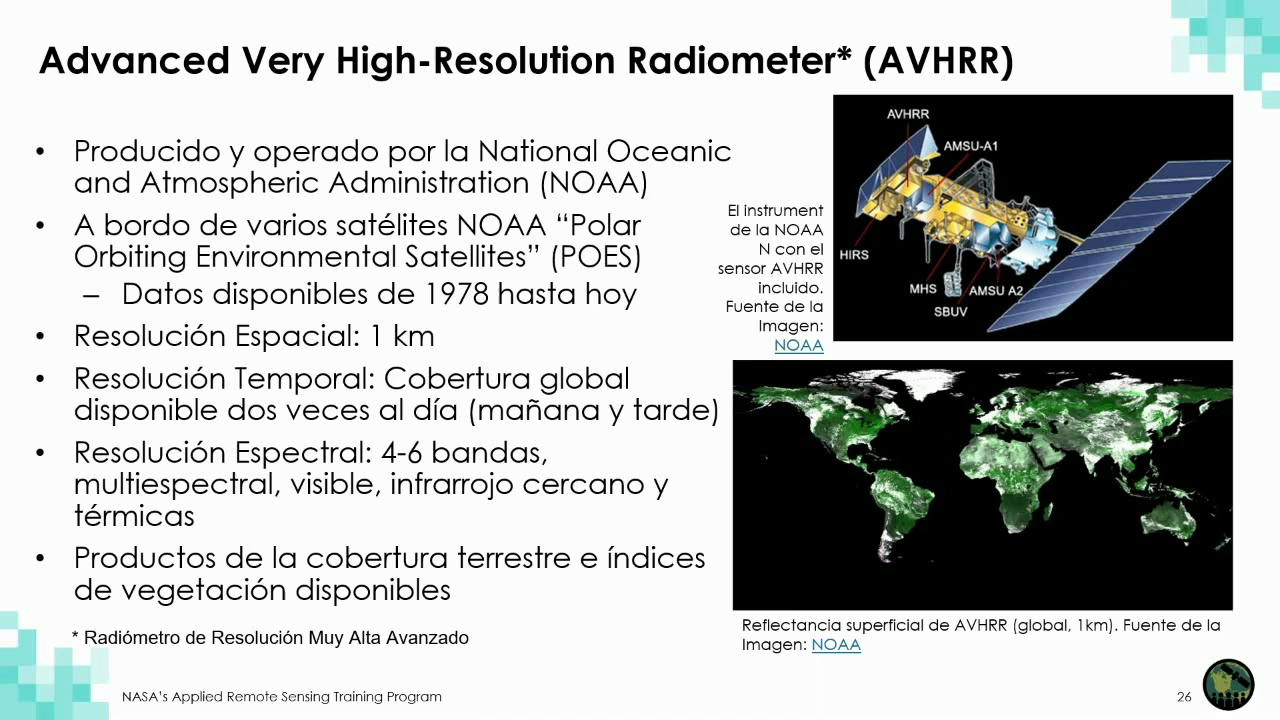 Advanced Very High-Resolution Radiometer* (AVHRR)
• Producido y operado por la National Oceanic
and Atmospheric Administration (NOAA)
• A bordo de varios satélites NOAA “Polar
Orbiting Environmental Satellites” (POES)
– Datos disponibles de 1978 hasta hoy
• Resolución Espacial: 1 km
• Resolución Temporal: Cobertura global
disponible dos veces al día (mañana y tarde)
• Resolución Espectral: 4-6 bandas,
multiespectral, visible, infrarrojo cercano y
térmicas
• Productos de la cobertura terrestre e índices
de vegetación disponibles
* Radiómetro de Resolución Muy Alta Avanzado
El instrument
de la NOAA
N con el
sensor AVHRR
incluido.
Fuente de la
Imagen:
NOAA
AVHRR
AMSU-A1
HIRS
MHS
AMSU A2
SBUV
Reflectancia superficial de AVHRR (global, 1km). Fuente de la
Imagen: NOAA
NASA’s Applied Remote Sensing Training Program
26